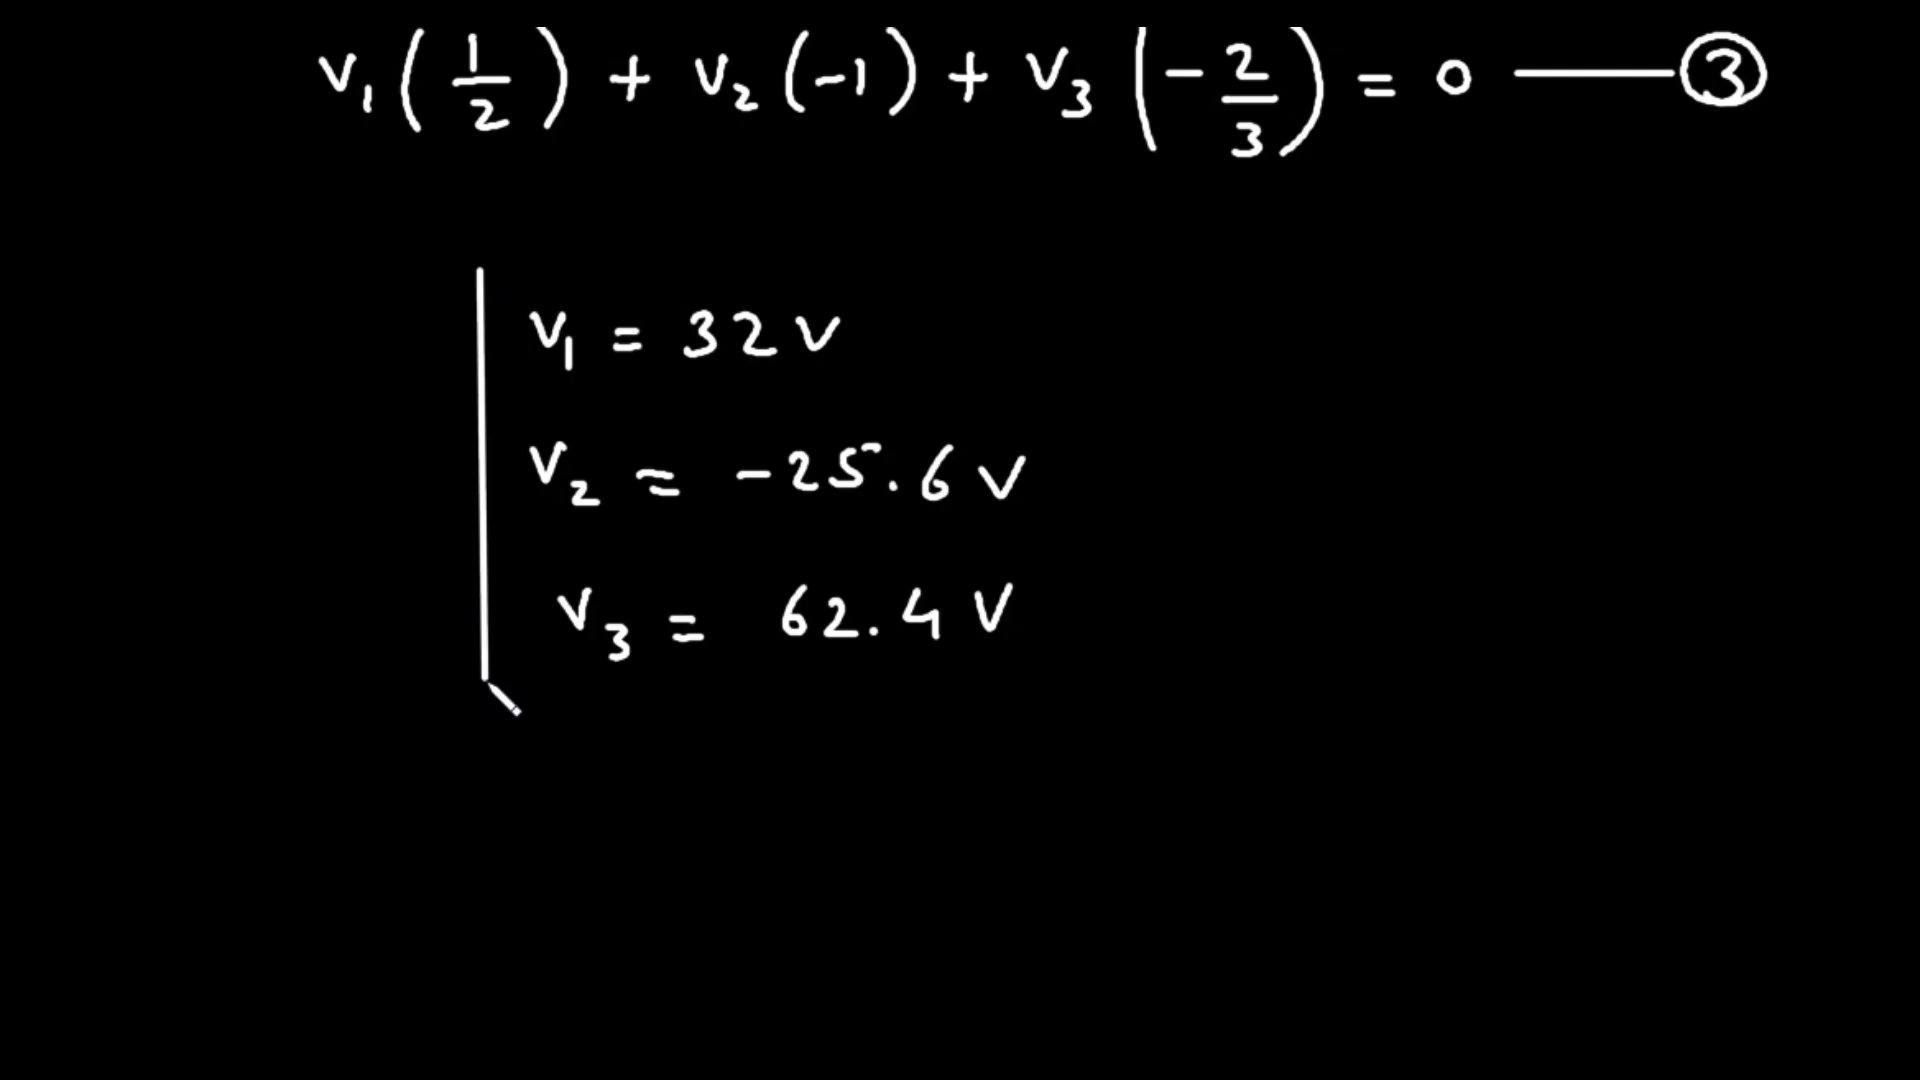 V₁ (1/2) + V₂ (-1) + V₃ (-2/3) = 0 —— ③
V₁ = 32 V
V₂ = -25.6 V
V₃ = 62.4 V